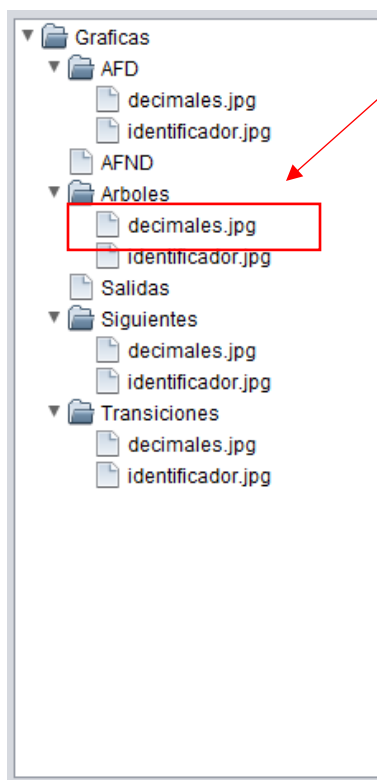 Graficas
AFD
decimales.jpg
identificador.jpg
AFND
Arboles
decimales.jpg
identificador.jpg
Salidas
Siguientes
decimales.jpg
identificador.jpg
Transiciones
decimales.jpg
identificador.jpg